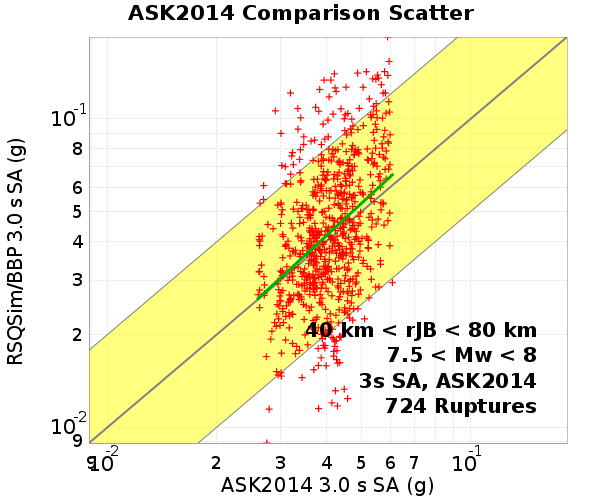 ASK2014 Comparison Scatter
RSQSim/BBP 3.0 s SA (g)
10-1
8
6
5
4
3
2
10-2
9
40 km < rJB < 80 km
7.5 < Mw < 8
3s SA, ASK2014
724 Ruptures
9 10-2 2 3 4 5 6 7 10-1
ASK2014 3.0 s SA (g)